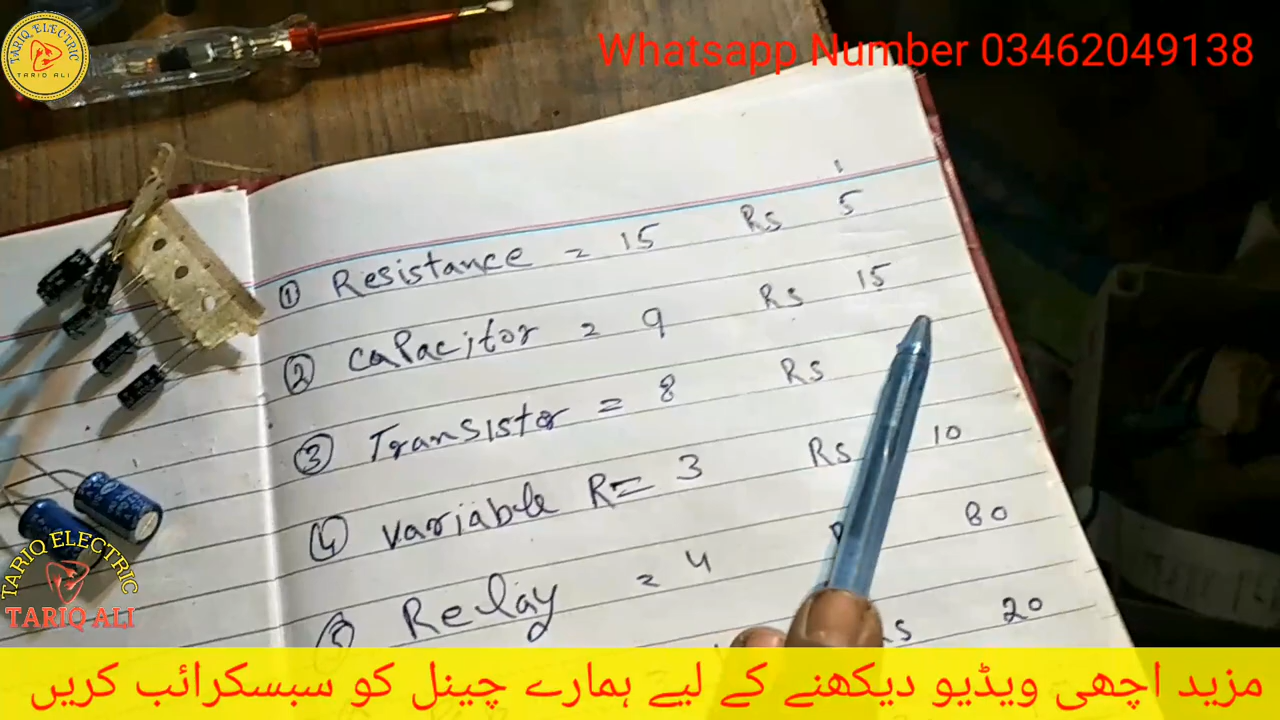 TARIQ ELECTRIC
TARIQ ALI
Whatsapp Number 03462049138
① Resistance = 15 Rs 5
② Capacitor = 9 Rs 15
③ Transistor = 8 Rs
④ variable R= 3 Rs 10
⑤ Relay = 4 80
Rs 20
TARIQ ELECTRIC
TARIQ ALI
مزید اچھی ویڈیو دیکھنے کے لیے ہمارے چینل کو سبسکرائب کریں